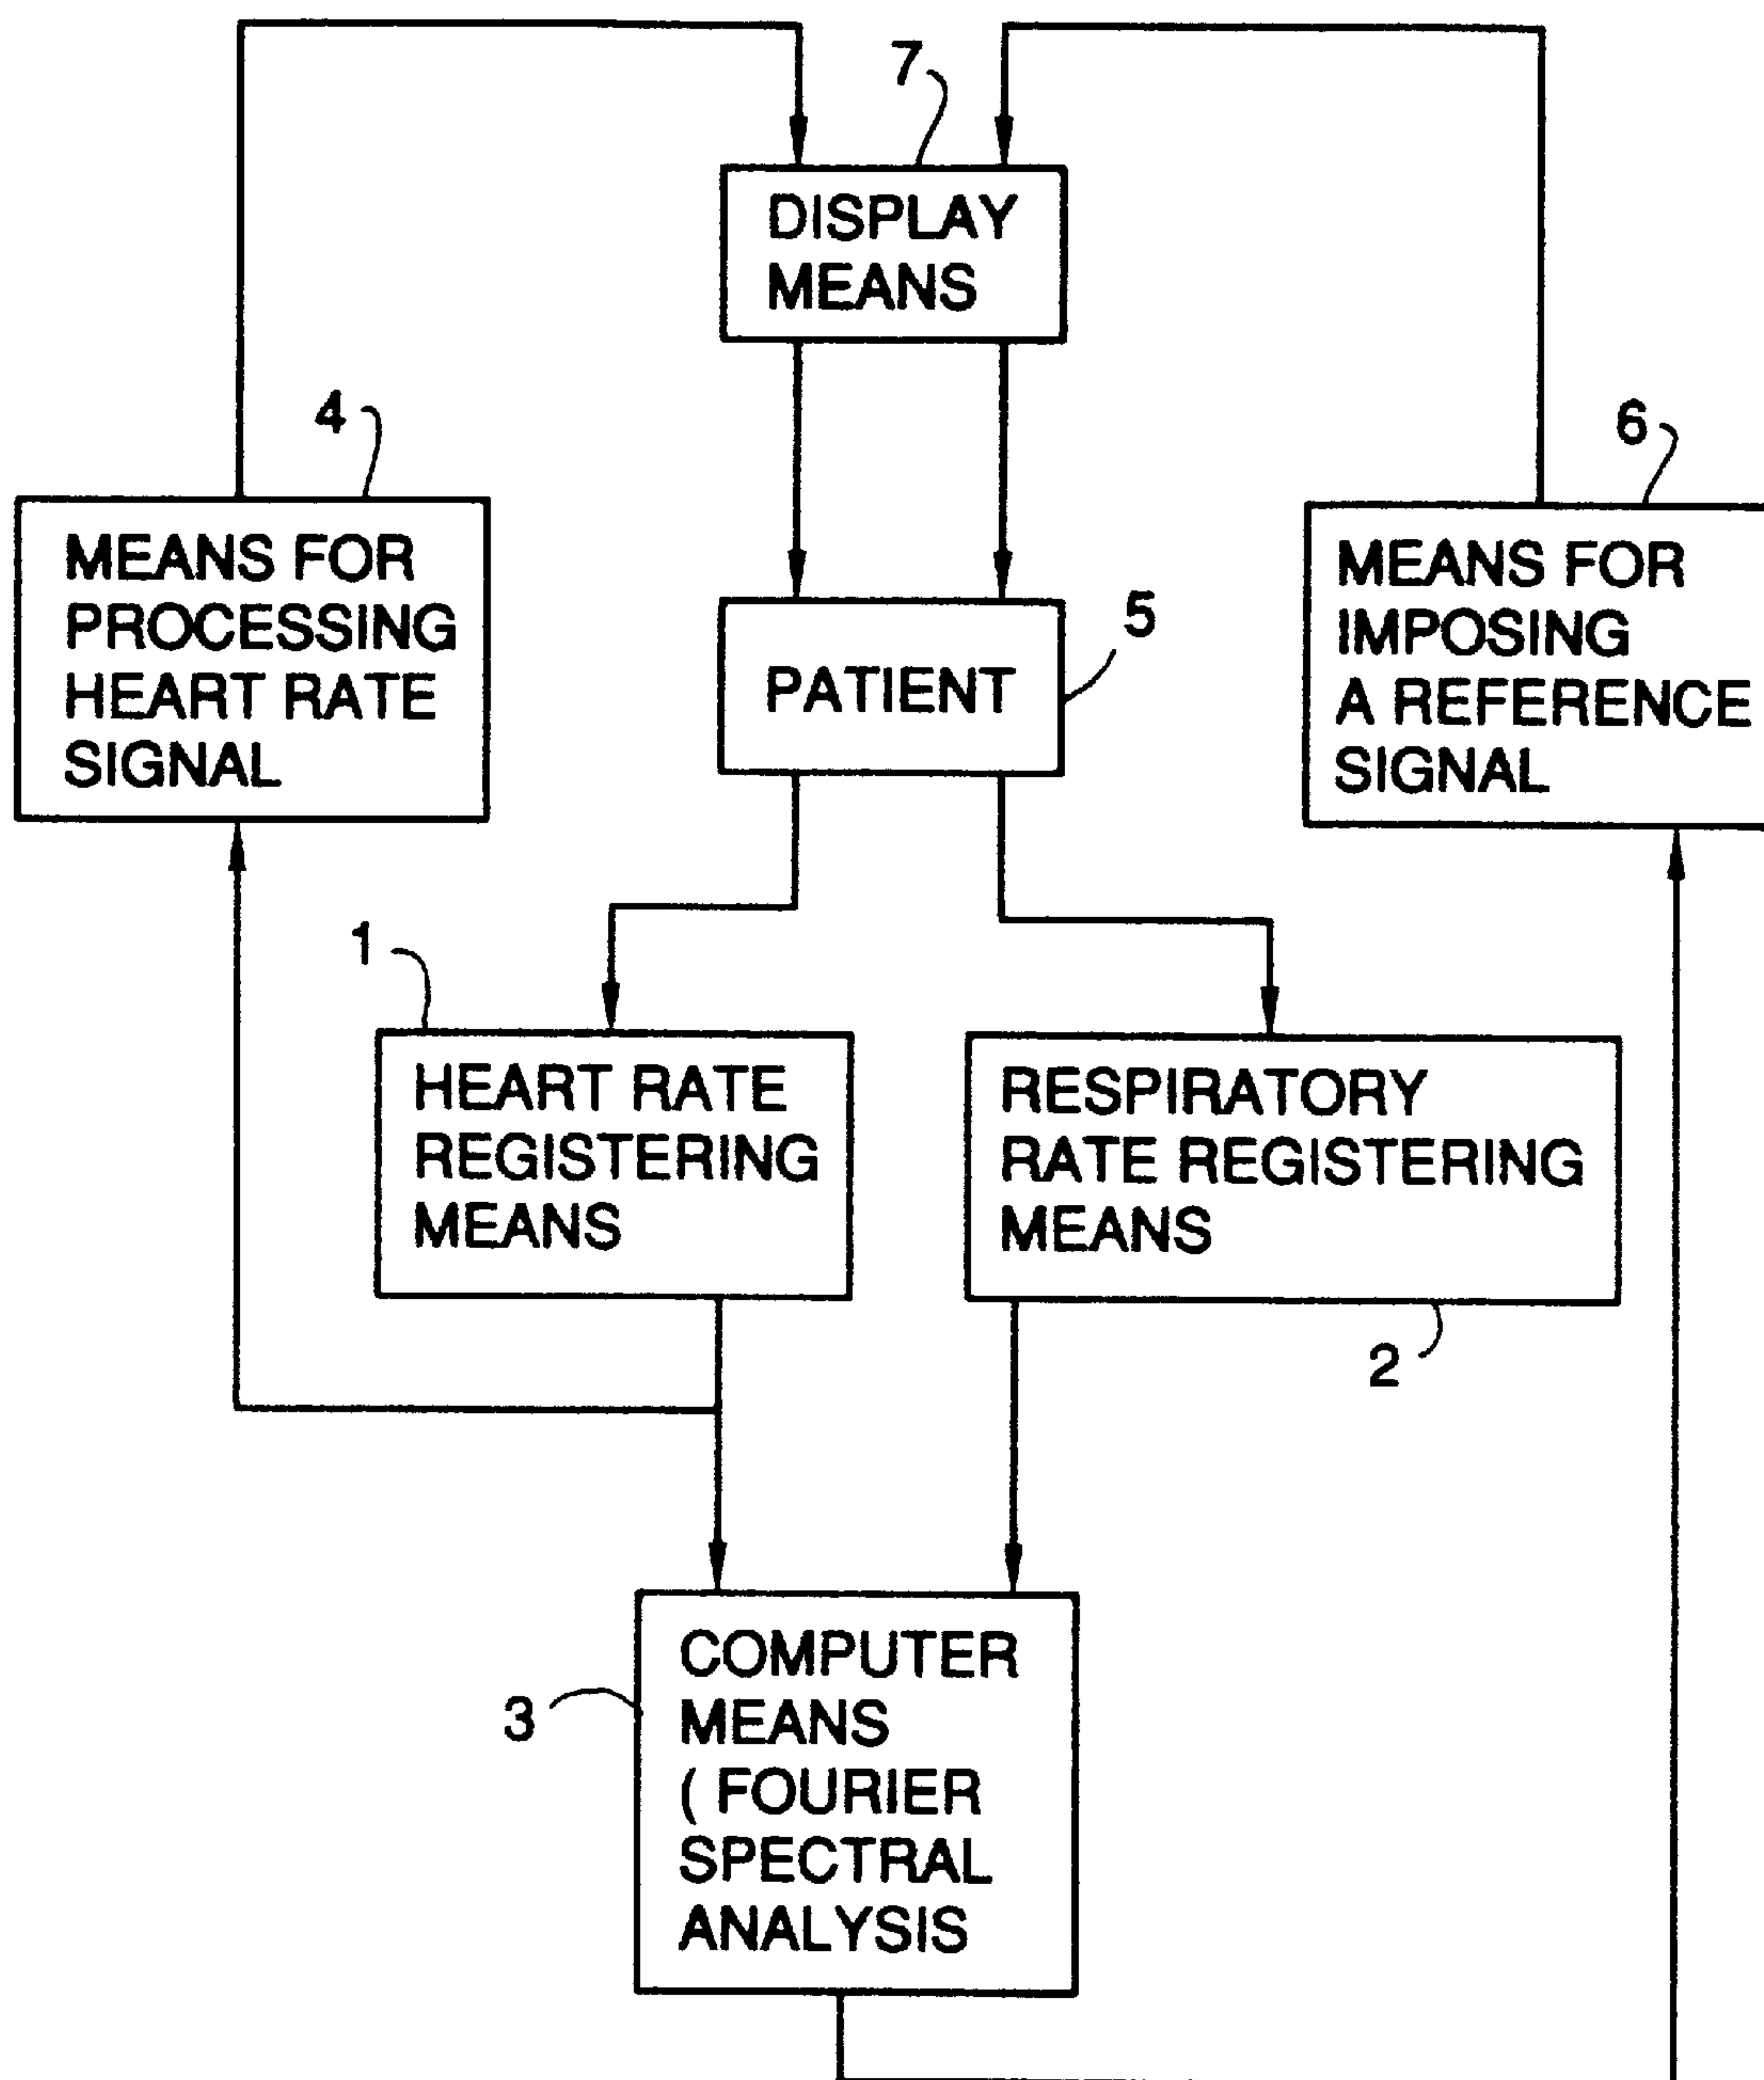 7
DISPLAY
MEANS
4
6
MEANS FOR
PROCESSING
HEART RATE
SIGNAL
5
PATIENT
MEANS FOR
IMPOSING
A REFERENCE
SIGNAL
1
HEART RATE
REGISTERING
MEANS
RESPIRATORY
RATE REGISTERING
MEANS
2
3
COMPUTER
MEANS
( FOURIER
SPECTRAL
ANALYSIS